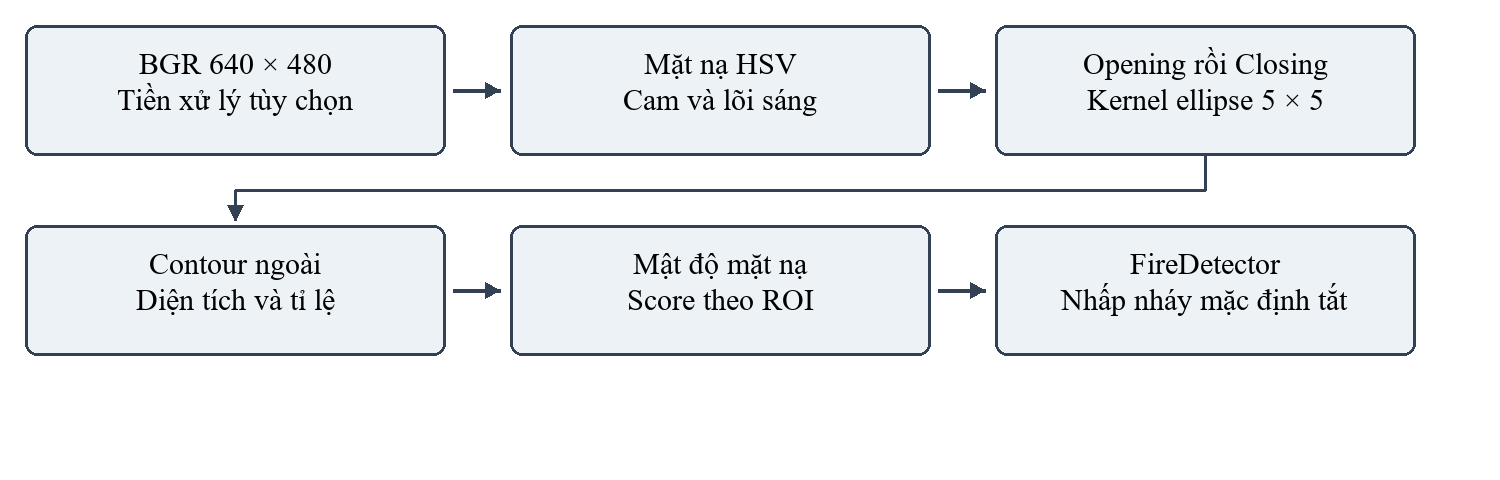 BGR 640 × 480
Tiền xử lý tùy chọn
Mặt nạ HSV
Cam và lõi sáng
Opening rồi Closing
Kernel ellipse 5 × 5
Contour ngoài
Diện tích và tỉ lệ
Mật độ mặt nạ
Score theo ROI
FireDetector
Nhấp nháy mặc định tắt